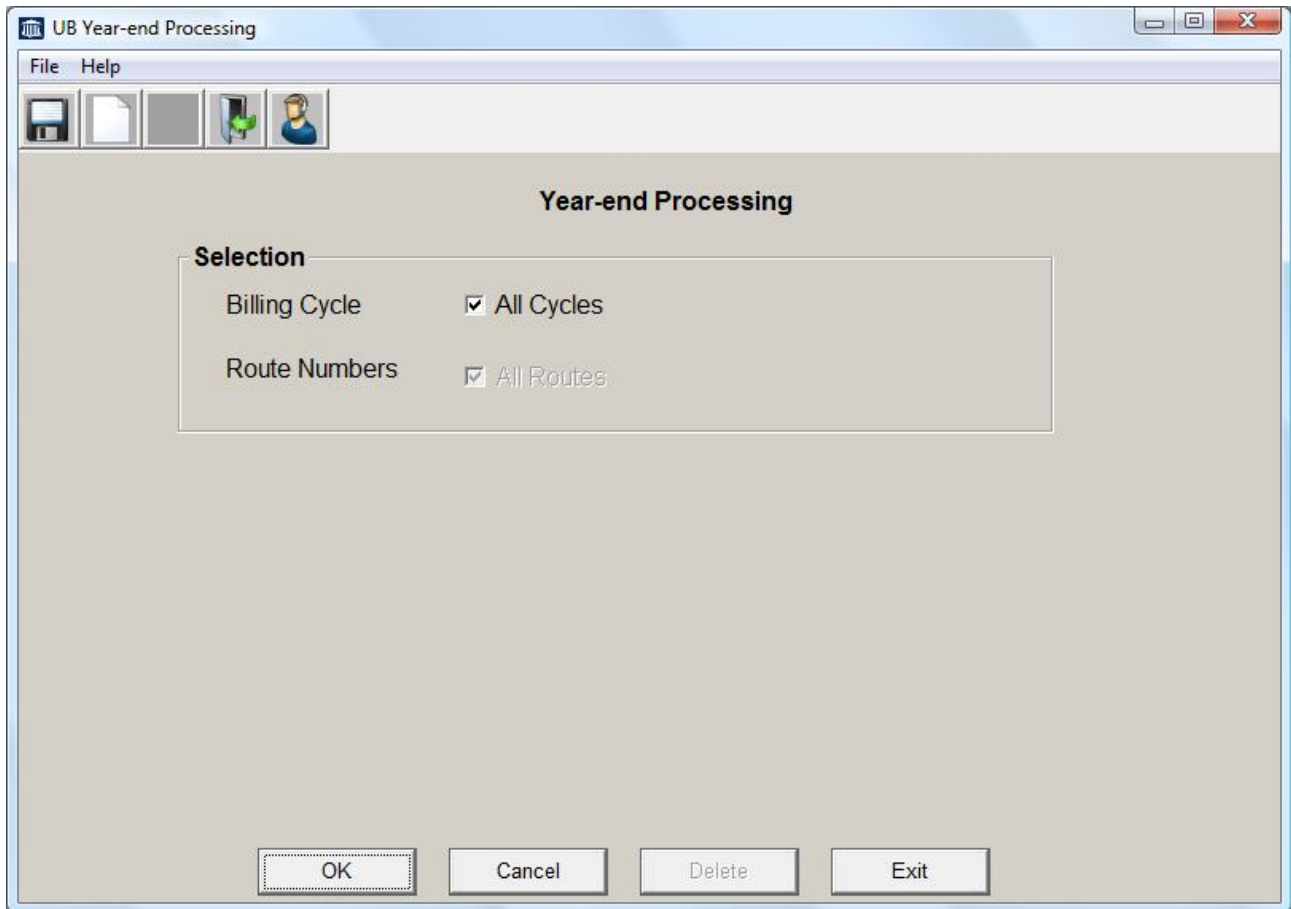 UB Year-end Processing
File Help
Year-end Processing
Selection
Billing Cycle All Cycles
Route Numbers All Routes
OK Cancel Delete Exit